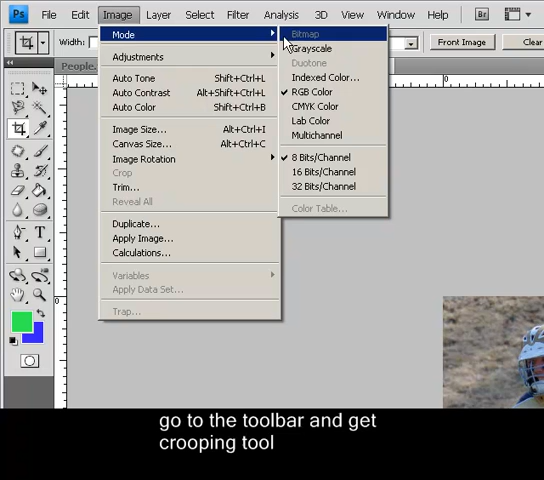 Ps File Edit Image Layer Select Filter Analysis 3D View Window Help Br
Width: Front Image Clear
People.
Mode
Adjustments
Auto Tone Shift+Ctrl+L
Auto Contrast Alt+Shift+Ctrl+L
Auto Color Shift+Ctrl+B
Image Size... Alt+Ctrl+I
Canvas Size... Alt+Ctrl+C
Image Rotation
Crop
Trim...
Reveal All
Duplicate...
Apply Image...
Calculations...
Variables
Apply Data Set...
Trap...
Bitmap
Grayscale
Duotone
Indexed Color...
RGB Color
CMYK Color
Lab Color
Multichannel
8 Bits/Channel
16 Bits/Channel
32 Bits/Channel
Color Table...
T
0
go to the toolbar and get
crooping tool